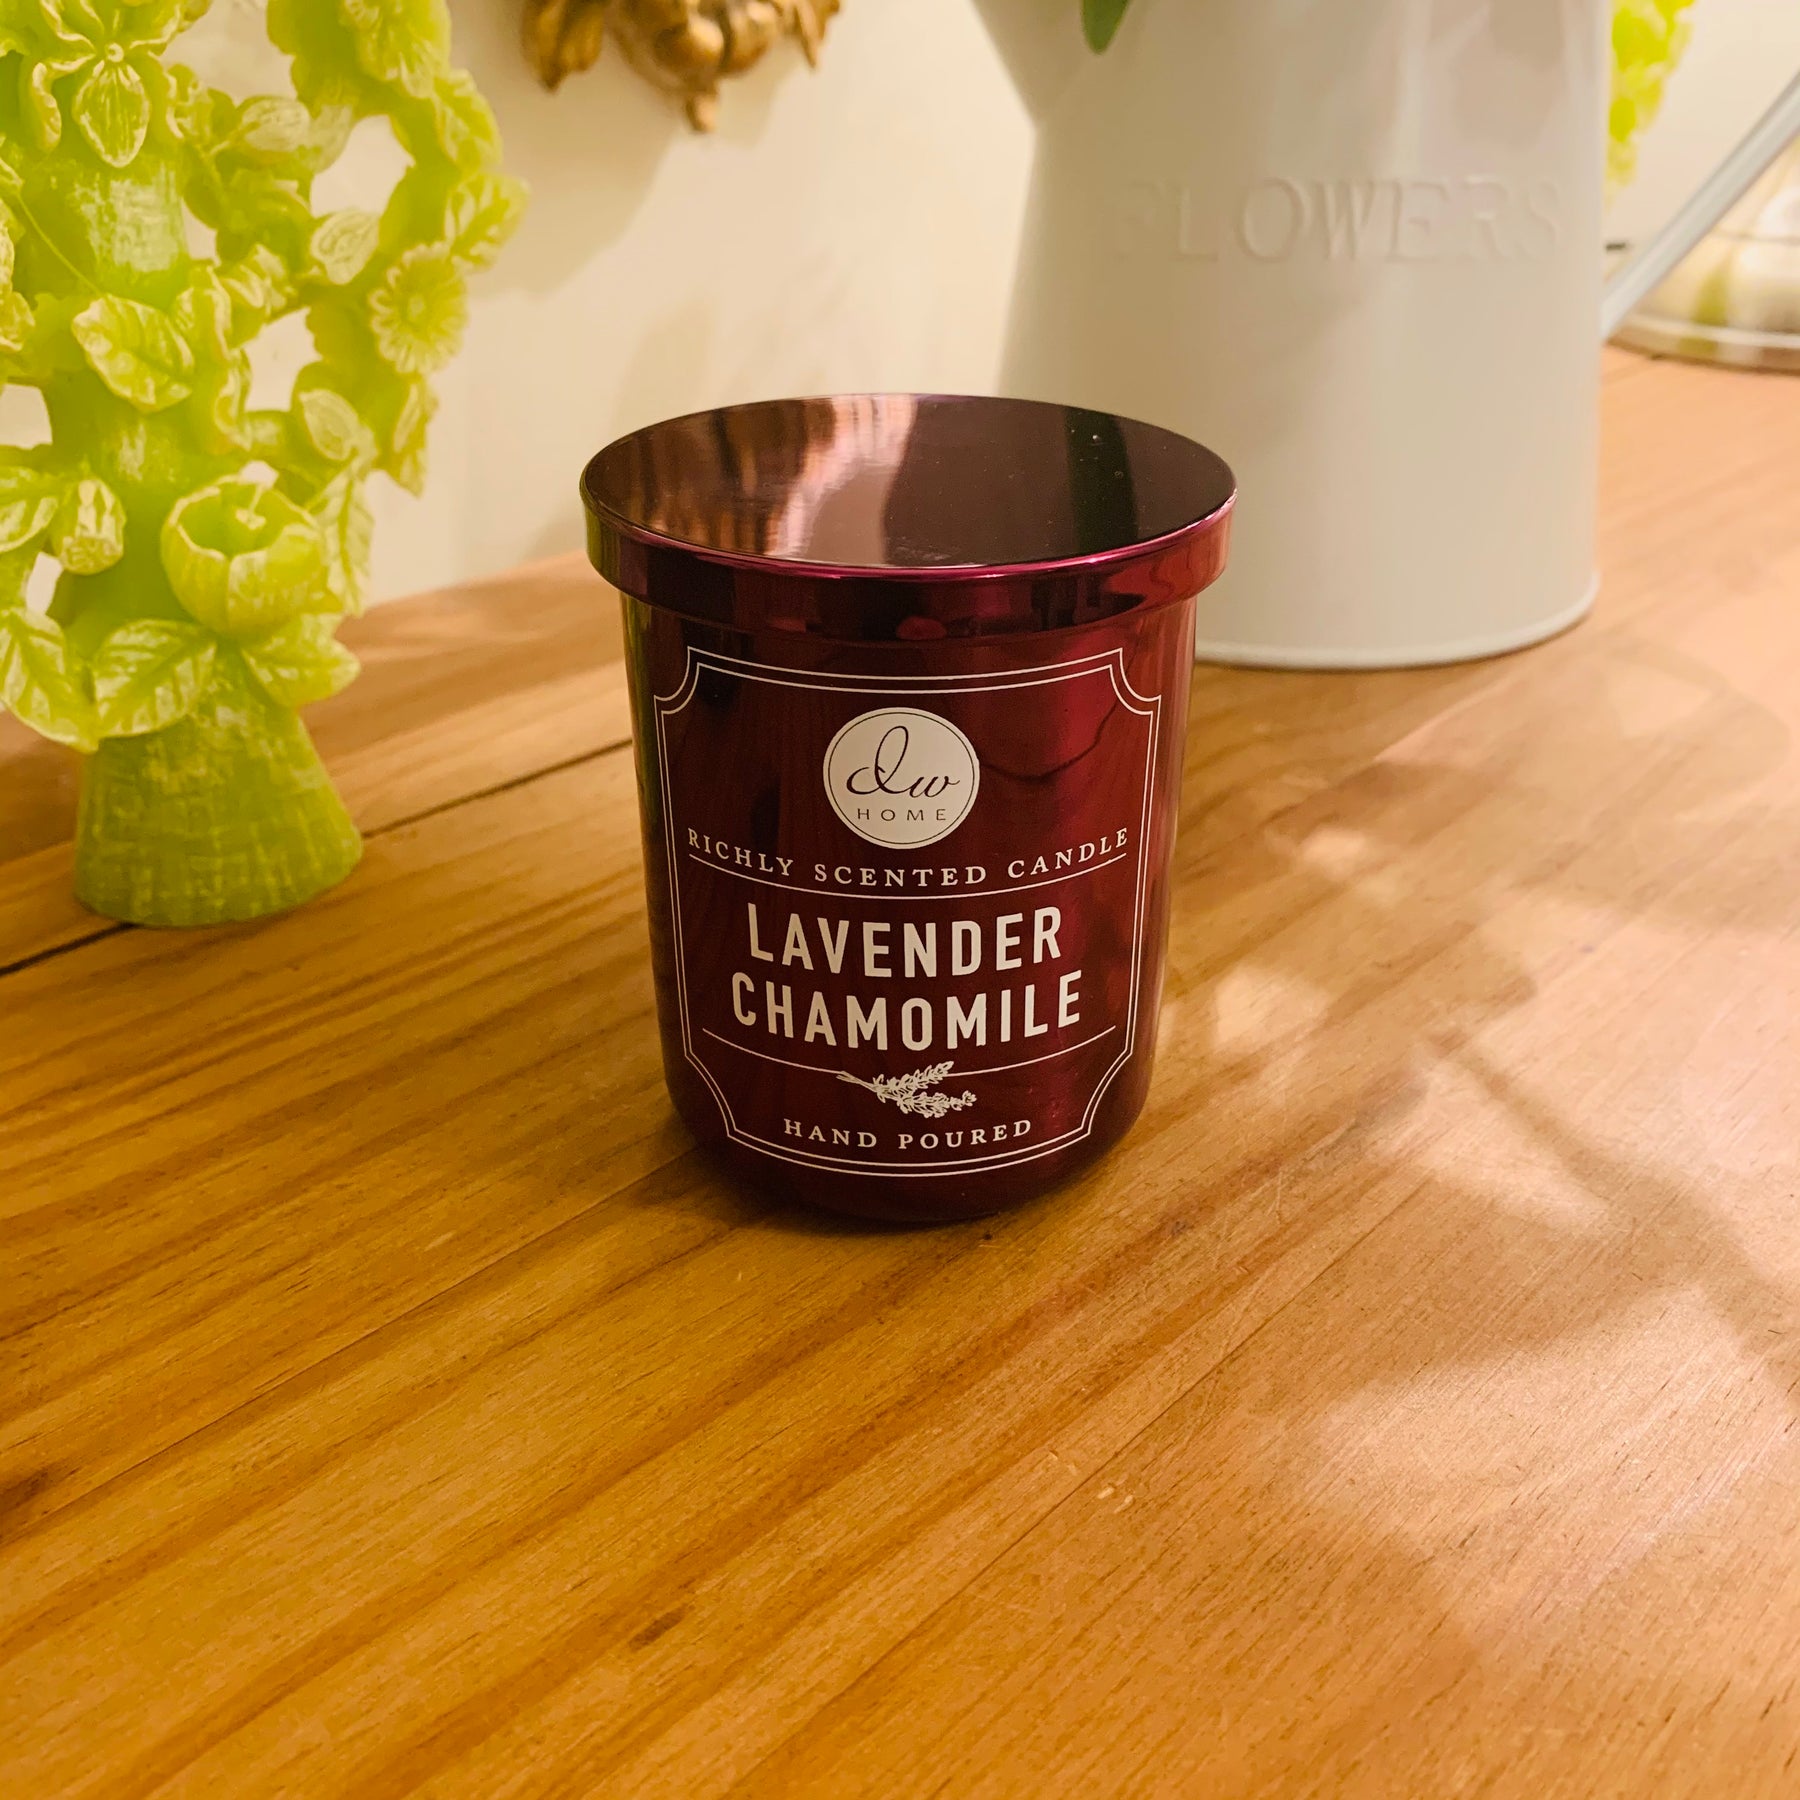 FLOWERS
dw
HOME
RICHLY SCENTED CANDLE
LAVENDER
CHAMOMILE
HAND POURED